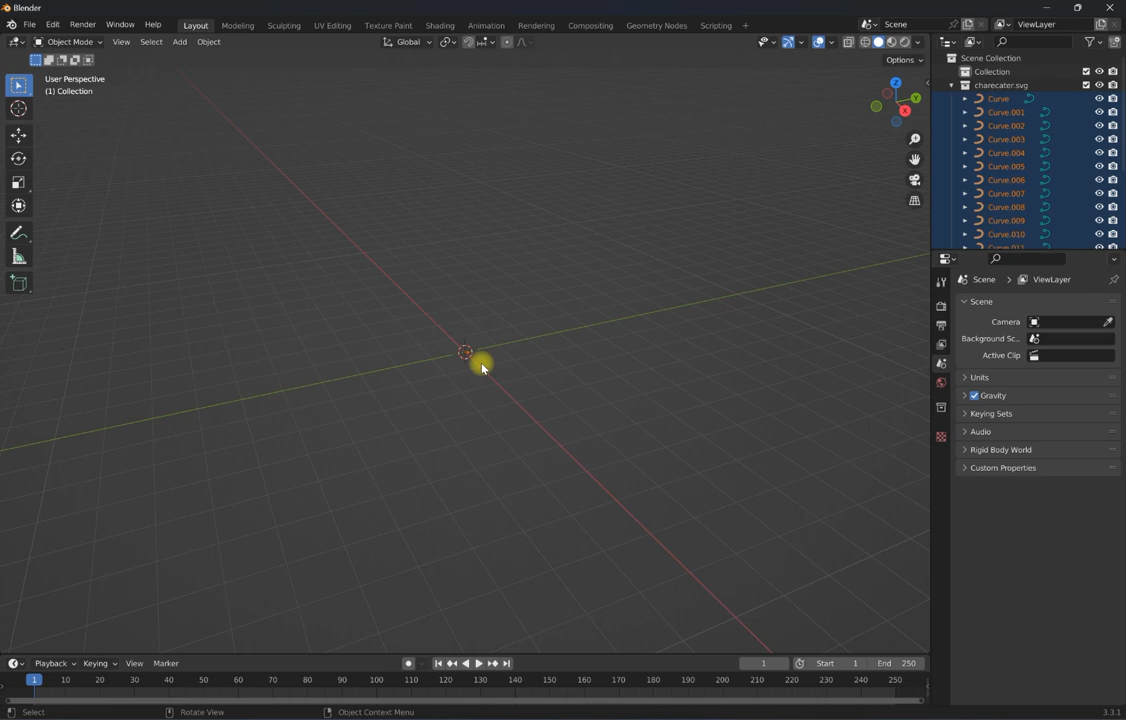 Blender
File Edit Render Window Help Layout Modeling Sculpting UV Editing Texture Paint Shading Animation Rendering Compositing Geometry Nodes Scripting + Scene ViewLayer
Object Mode View Select Add Object Global
Options
User Perspective
(1) Collection
Z
Y
X
Scene Collection
Collection
charecater.svg
Curve
Curve.001
Curve.002
Curve.003
Curve.004
Curve.005
Curve.006
Curve.007
Curve.008
Curve.009
Curve.010
Curve.011
Scene ViewLayer
Scene
Camera
Background Sc..
Active Clip
Units
Gravity
Keying Sets
Audio
Rigid Body World
Custom Properties
Playback Keying View Marker 1 Start 1 End 250
1 10 20 30 40 50 60 70 80 90 100 110 120 130 140 150 160 170 180 190 200 210 220 230 240 250
Select Rotate View Object Context Menu 3.3.1